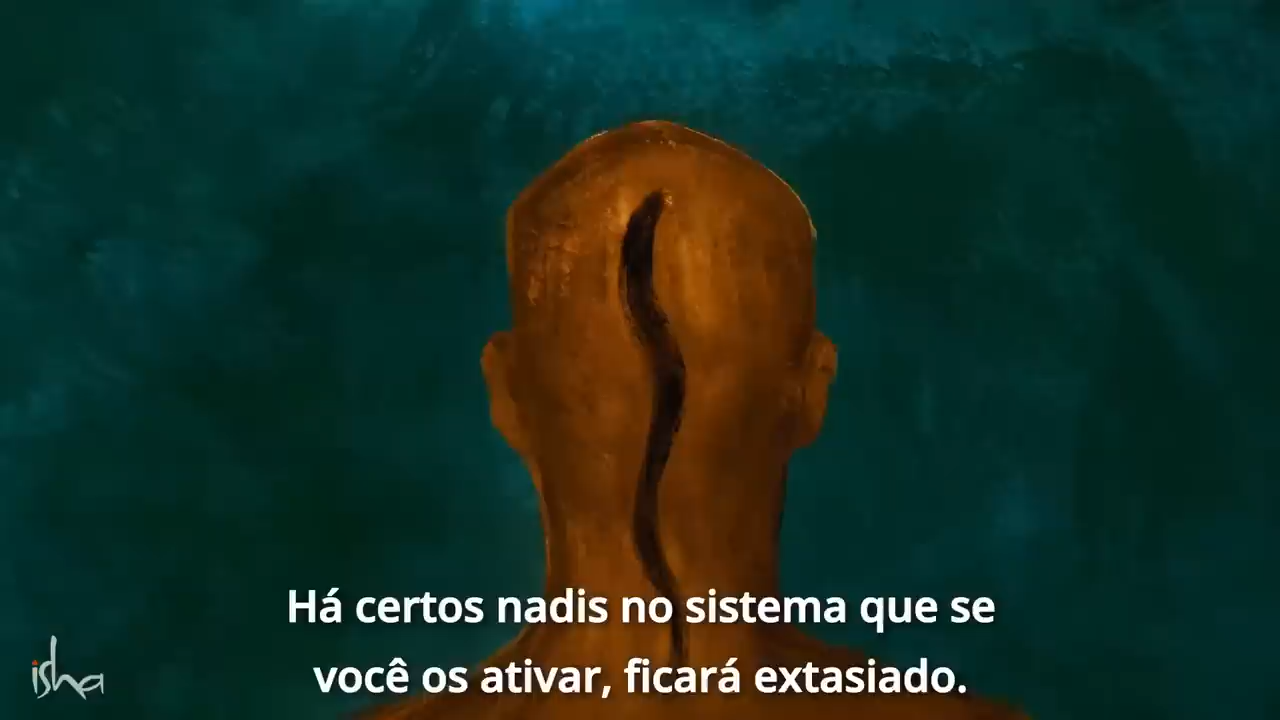 Há certos nadis no sistema que se
você os ativar, ficará extasiado.
isha